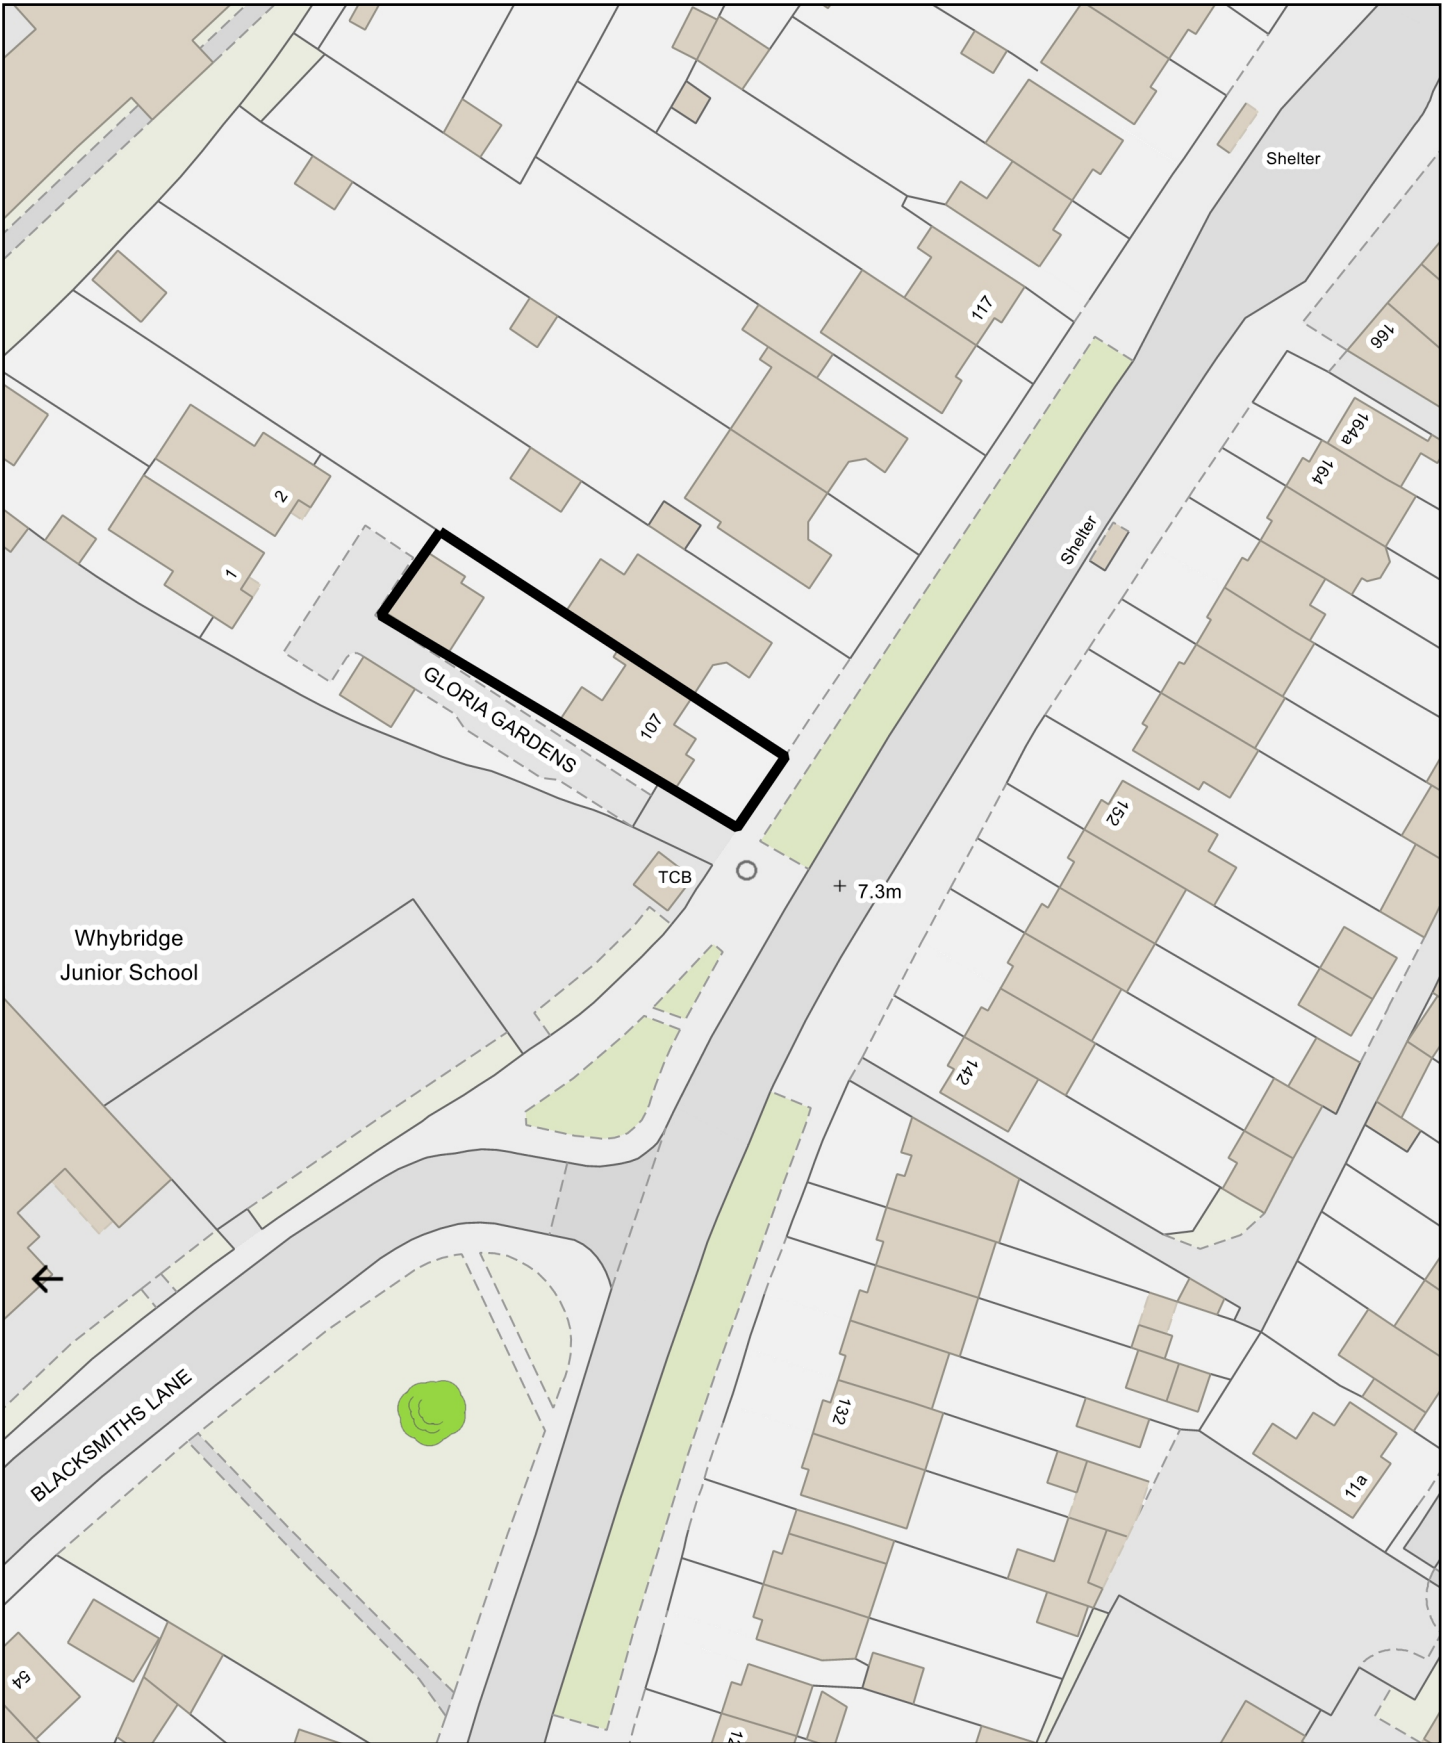 Shelter
117
166
164a
164
Shelter
2
1
GLORIA GARDENS
107
152
TCB
7.3m
Whybridge
Junior School
142
BLACKSMITHS LANE
132
11a
54